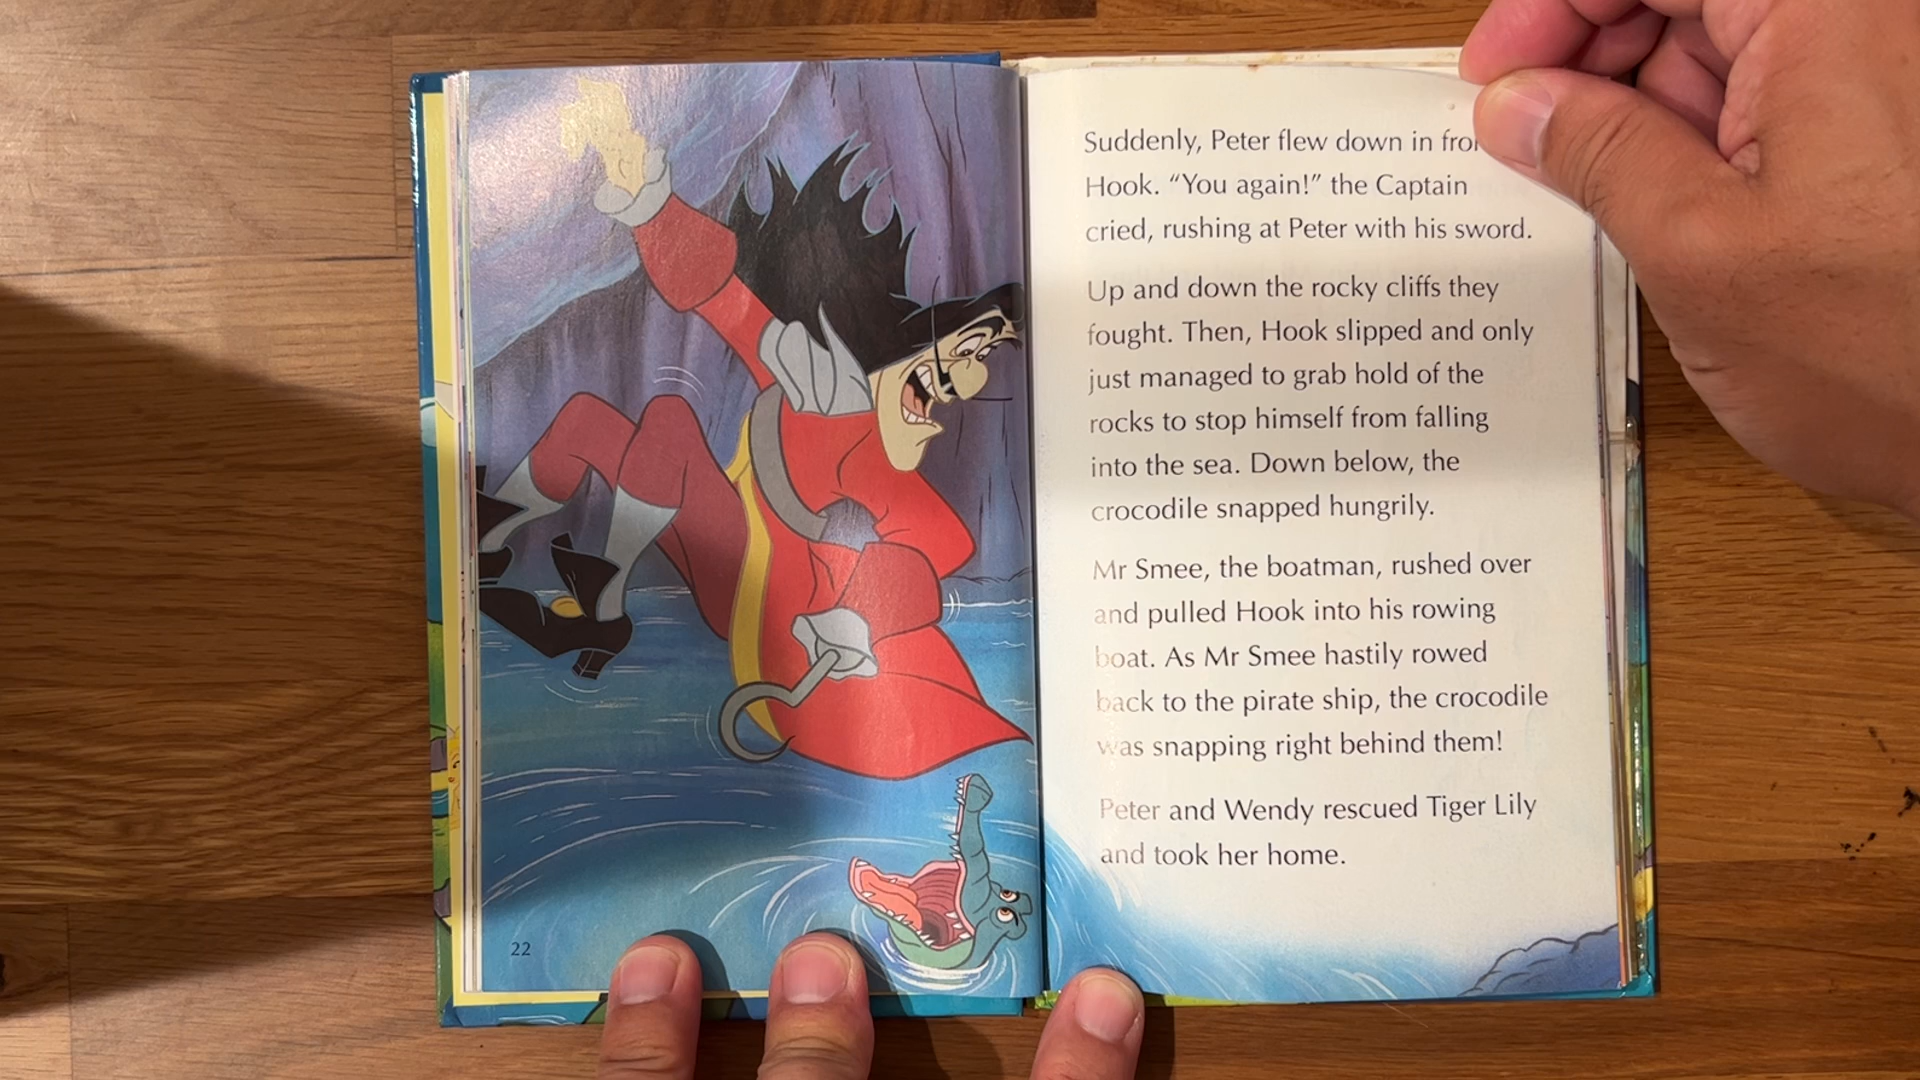 Suddenly, Peter flew down in
Hook. “You again!” the Captain
cried, rushing at Peter with his sword.
Up and down the rocky cliffs they
fought. Then, Hook slipped and only
just managed to grab hold of the
rocks to stop himself from falling
into the sea. Down below, the
crocodile snapped hungrily.
Mr Smee, the boatman, rushed over
and pulled Hook into his rowing
boat. As Mr Smee hastily rowed
back to the pirate ship, the crocodile
was snapping right behind them!
Peter and Wendy rescued Tiger Lily
and took her home.
22